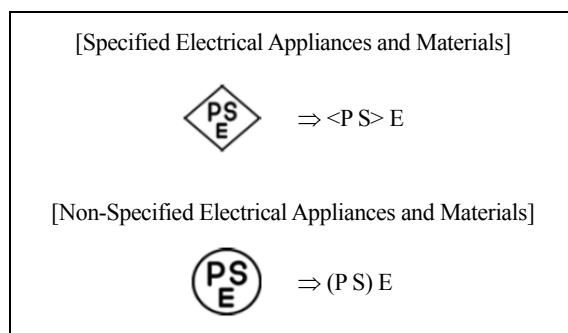 [Specified Electrical Appliances and Materials]
PS
E
⇒ <P S> E
[Non-Specified Electrical Appliances and Materials]
PS
E
⇒ (P S) E